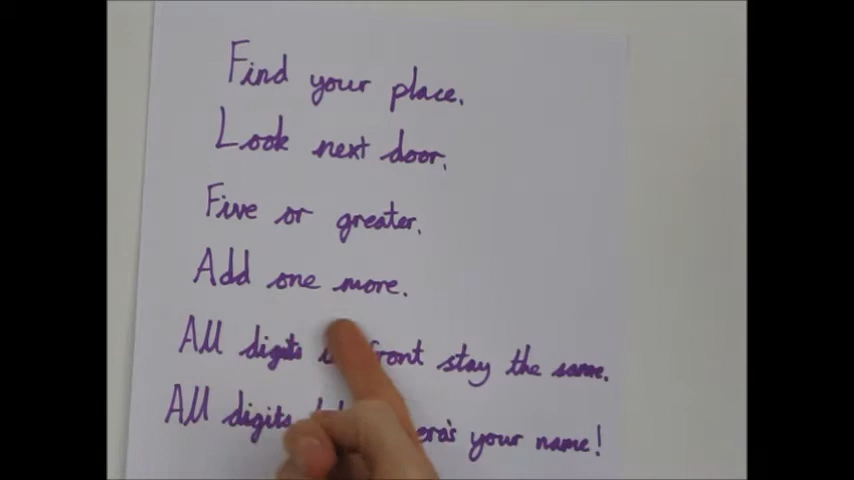 Find your place.
Look next door.
Five or greater.
Add one more.
All digits front stay the same.
All digits your name!